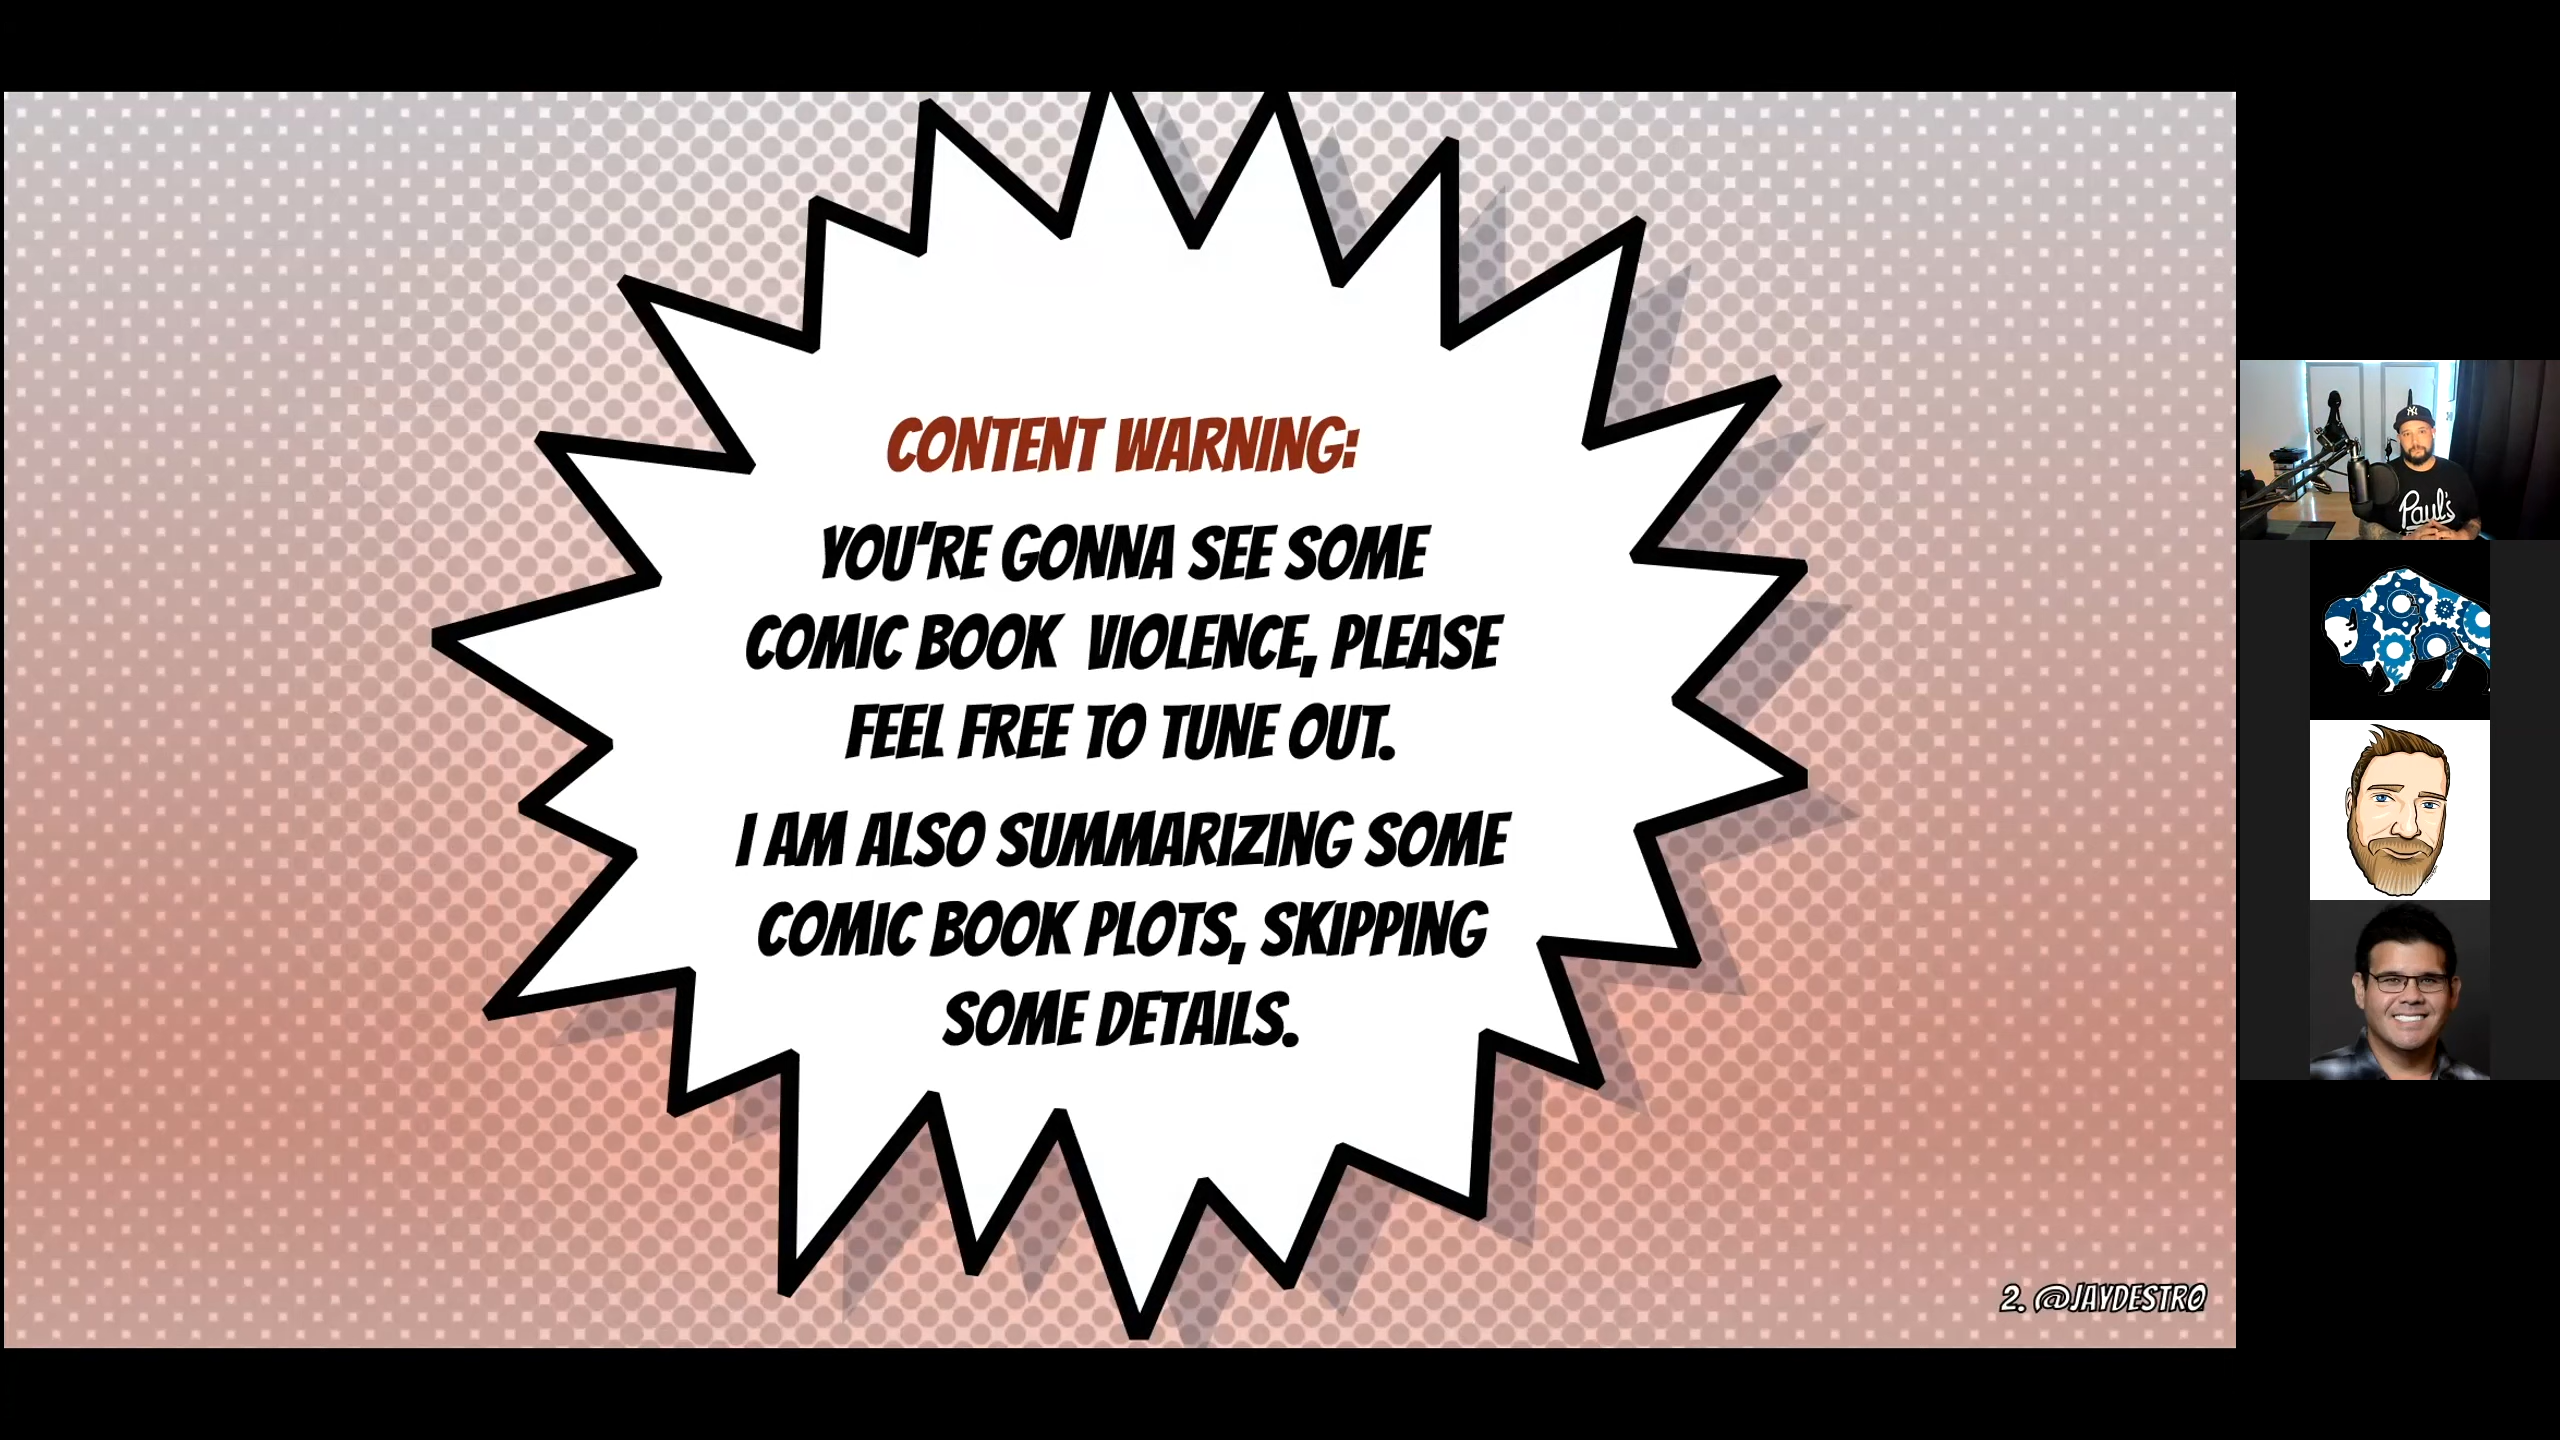 CONTENT WARNING:
YOU'RE GONNA SEE SOME
COMIC BOOK VIOLENCE, PLEASE
FEEL FREE TO TUNE OUT.
I AM ALSO SUMMARIZING SOME
COMIC BOOK PLOTS, SKIPPING
SOME DETAILS.
2. @JAYDESTRO
NY
Paul's